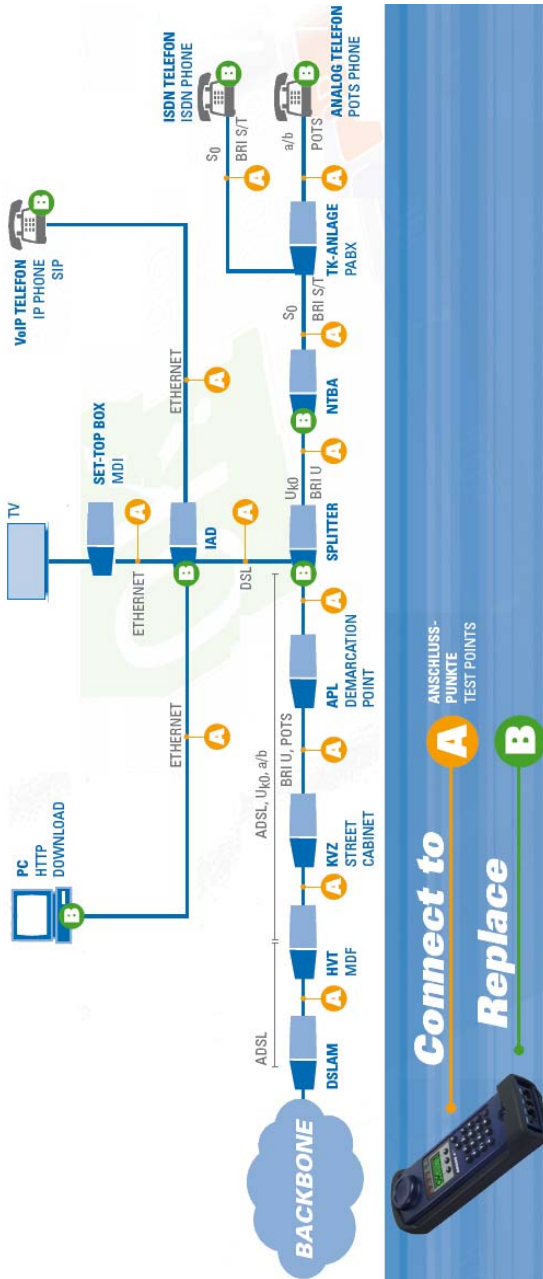 TV
PC
HTTP
DOWNLOAD
B
VoIP TELEFON
IP PHONE
SIP
B
SET-TOP BOX
MDI
ETHERNET
A
ETHERNET
A
B
IAD
ETHERNET
A
DSL
A
ISDN TELEFON
ISDN PHONE
B
S0
BRI S/T
A
BACKBONE
ADSL
ADSL, Uk0, a/b
BRI U, POTS
DSLAM
A
HVT
MDF
A
KVZ
STREET
CABINET
A
APL
DEMARCATION
POINT
A
B
SPLITTER
Uk0
BRI U
A
B
NTBA
S0
BRI S/T
A
TK-ANLAGE
PABX
a/b
POTS
A
B
ANALOG TELEFON
POTS PHONE
Connect to
A
ANSCHLUSS-
PUNKTE
TEST POINTS
Replace
B